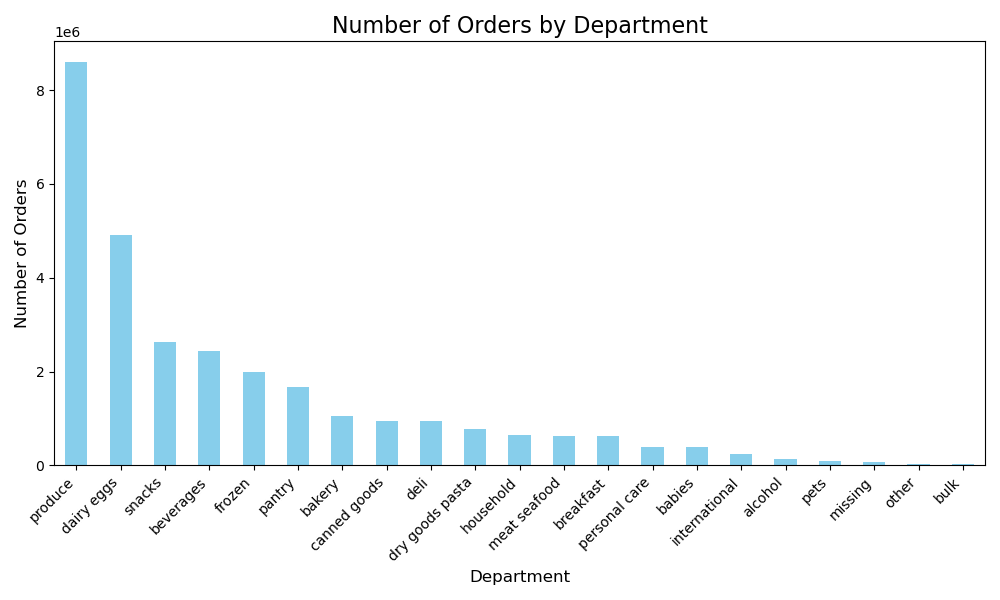 Number of Orders by Department
1e6
8
6
4
2
0
Number of Orders
produce
dairy eggs
snacks
beverages
frozen
pantry
bakery
canned goods
deli
dry goods pasta
household
meat seafood
breakfast
personal care
babies
international
alcohol
pets
missing
other
bulk
Department